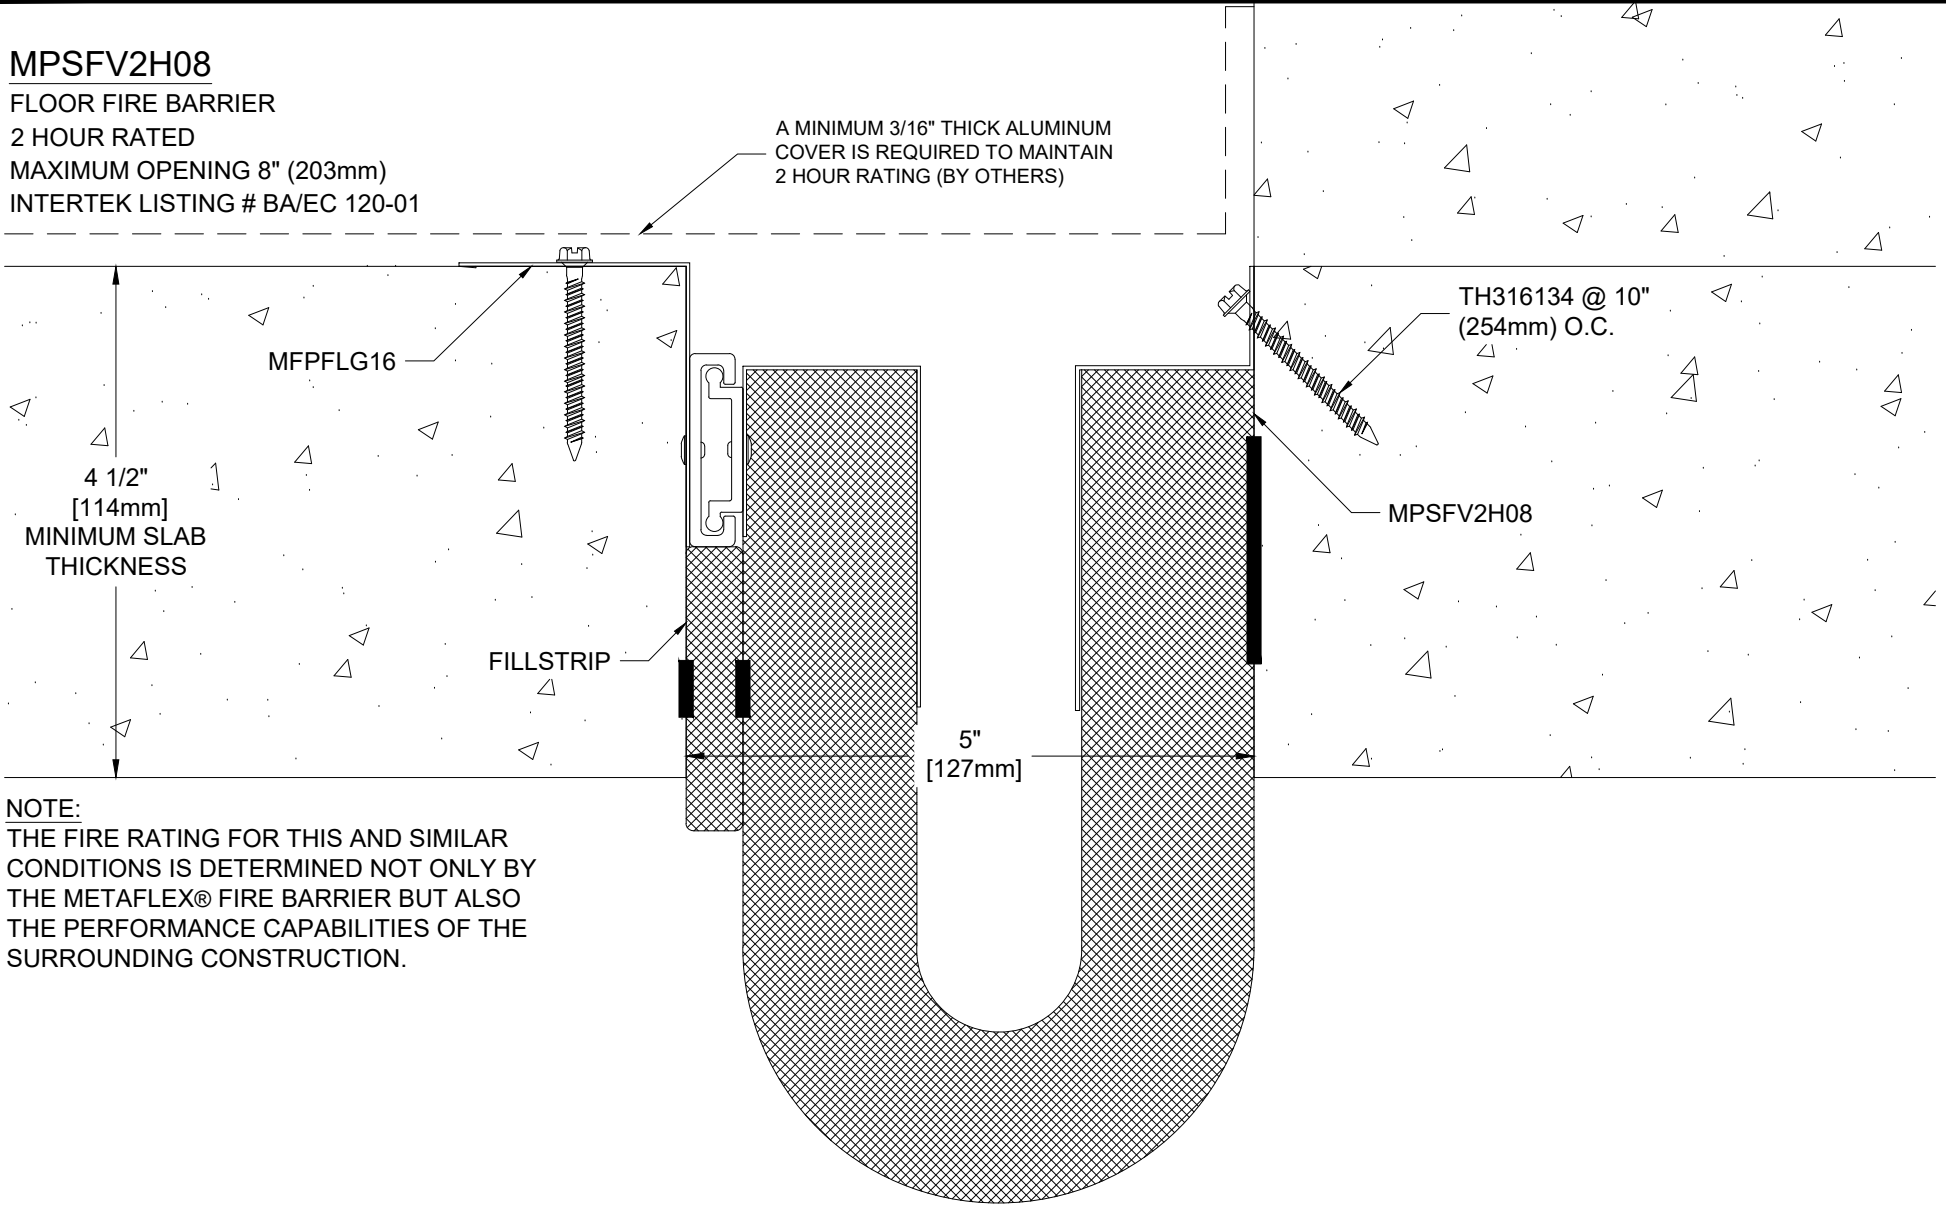 MPSFV2H08
FLOOR FIRE BARRIER
2 HOUR RATED
MAXIMUM OPENING 8" (203mm)
INTERTEK LISTING # BA/EC 120-01
A MINIMUM 3/16" THICK ALUMINUM
COVER IS REQUIRED TO MAINTAIN
2 HOUR RATING (BY OTHERS)
TH316134 @ 10"
(254mm) O.C.
MFPFLG16
4 1/2"
[114mm]
MINIMUM SLAB
THICKNESS
MPSFV2H08
FILLSTRIP
5"
[127mm]
NOTE:
THE FIRE RATING FOR THIS AND SIMILAR
CONDITIONS IS DETERMINED NOT ONLY BY
THE METAFLEX® FIRE BARRIER BUT ALSO
THE PERFORMANCE CAPABILITIES OF THE
SURROUNDING CONSTRUCTION.